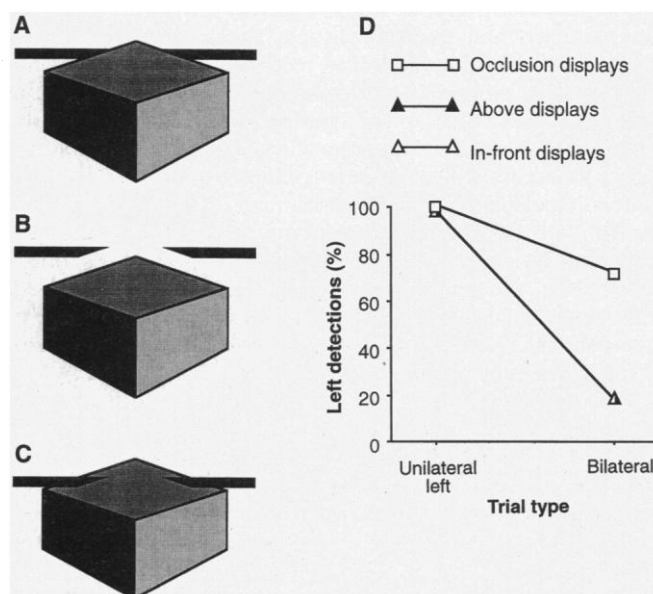 A
B
C
D
Occlusion displays
Above displays
In-front displays
100
80
60
40
20
0
Left detections (%)
Unilateral
left
Bilateral
Trial type